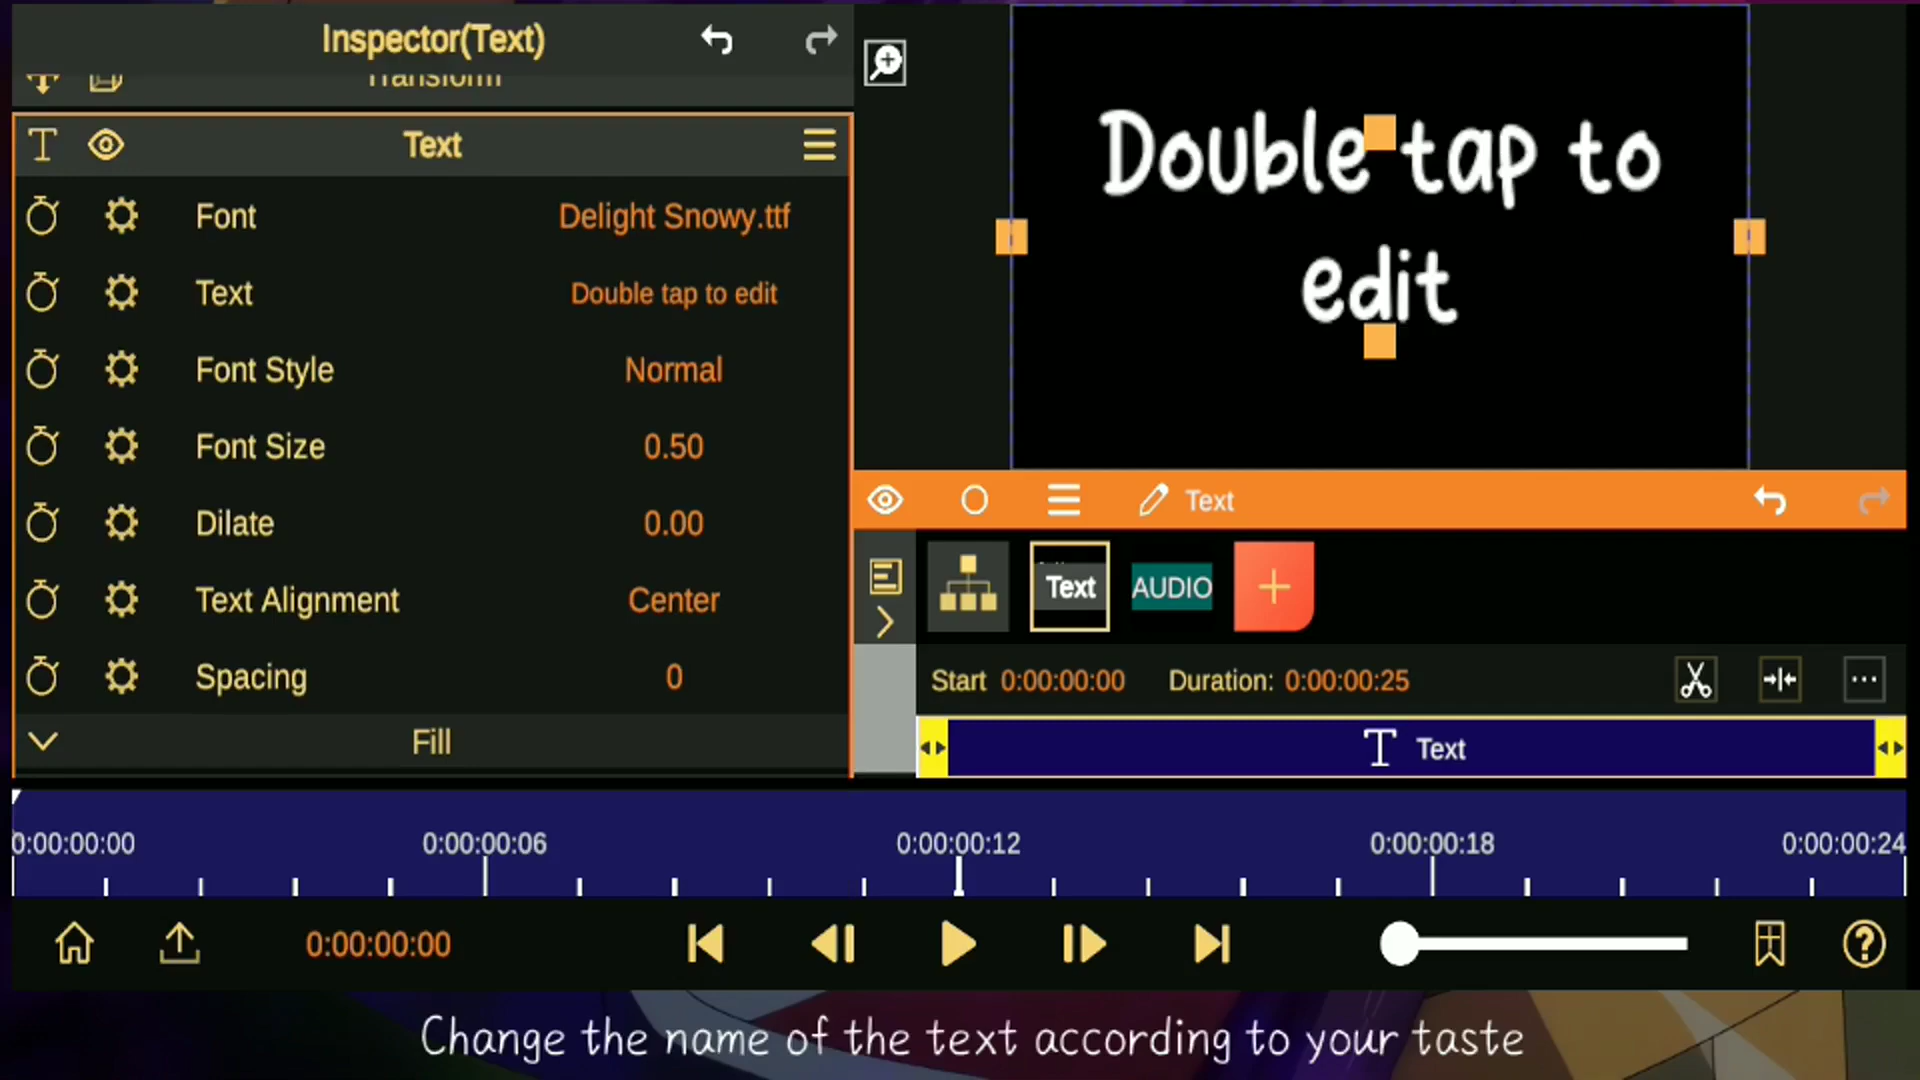 Inspector(Text)
Transform
Text
Font Delight Snowy.ttf
Text Double tap to edit
Font Style Normal
Font Size 0.50
Dilate 0.00
Text Alignment Center
Spacing 0
Fill
Double tap to
edit
Text
Text AUDIO
Start 0:00:00:00 Duration: 0:00:00:25
Text
0:00:00:00 0:00:00:06 0:00:00:12 0:00:00:18 0:00:00:24
0:00:00:00
Change the name of the text according to your taste